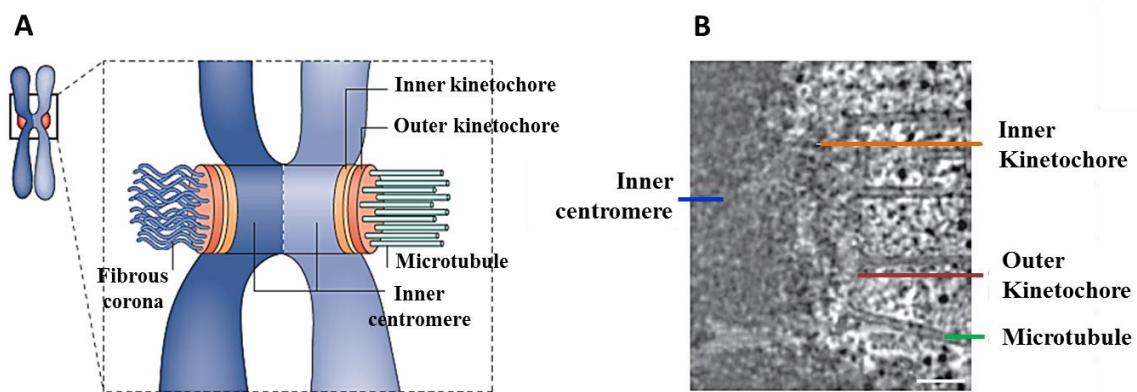 A
Inner kinetochore
Outer kinetochore
Fibrous
corona
Microtubule
Inner
centromere
B
Inner
centromere
Inner
Kinetochore
Outer
Kinetochore
Microtubule